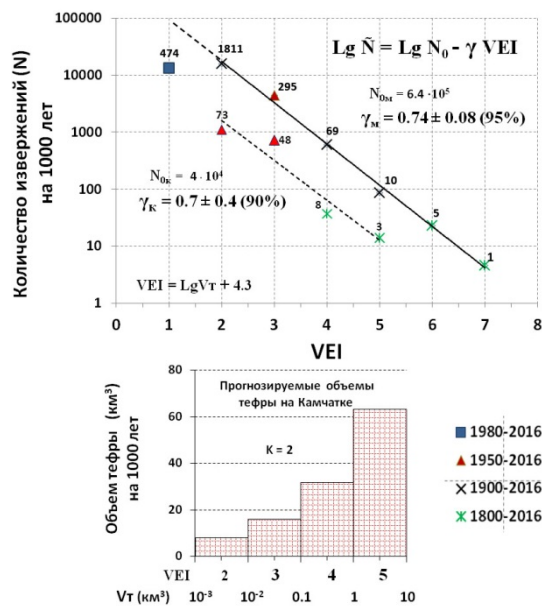 Количество извержений (N)
на 1000 лет
100000
10000
1000
100
10
1
474
1811
295
73
48
69
10
8
3
5
1
Lg Ñ = Lg N₀ - γ VEI
N₀ₘ = 6.4 ·10⁵
γₘ = 0.74 ± 0.08 (95%)
N₀ₖ = 4 · 10⁴
γₖ = 0.7 ± 0.4 (90%)
VEI = LgVт + 4.3
0 1 2 3 4 5 6 7 8
VEI
Объем тефры (км³)
на 1000 лет
80
60
40
20
0
Прогнозируемые объемы
тефры на Камчатке
K = 2
VEI 2 3 4 5
Vт (км³) 10⁻³ 10⁻² 0.1 1 10
1980-2016
1950-2016
1900-2016
1800-2016